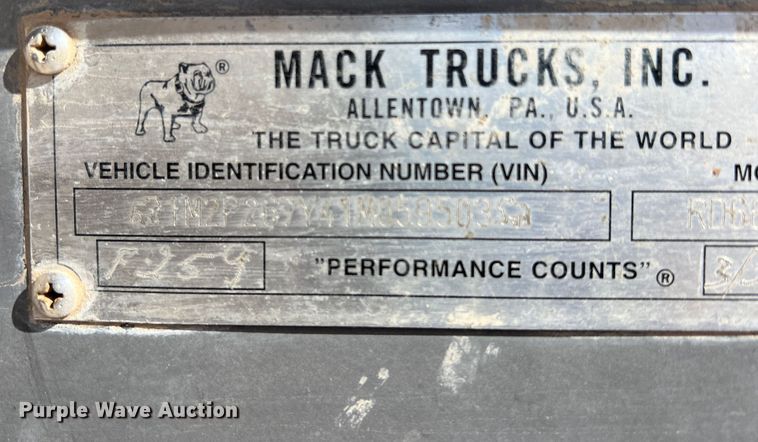 ®
MACK TRUCKS, INC.
ALLENTOWN, PA., U.S.A.
THE TRUCK CAPITAL OF THE WORLD
VEHICLE IDENTIFICATION NUMBER (VIN)
"PERFORMANCE COUNTS"®
Purple Wave Auction